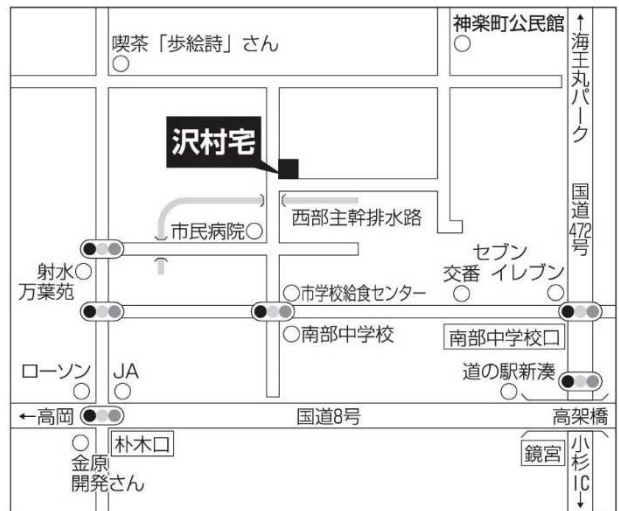 神楽町公民館
喫茶「歩絵詩」さん
↑海王丸パーク
沢村宅
国道472号
西部主幹排水路
市民病院
射水
万葉苑
セブン
イレブン
交番
市学校給食センター
南部中学校
南部中学校口
ローソン
JA
道の駅新湊
←高岡
国道8号
高架橋
朴木口
金原
開発さん
鏡宮
小杉IC↓